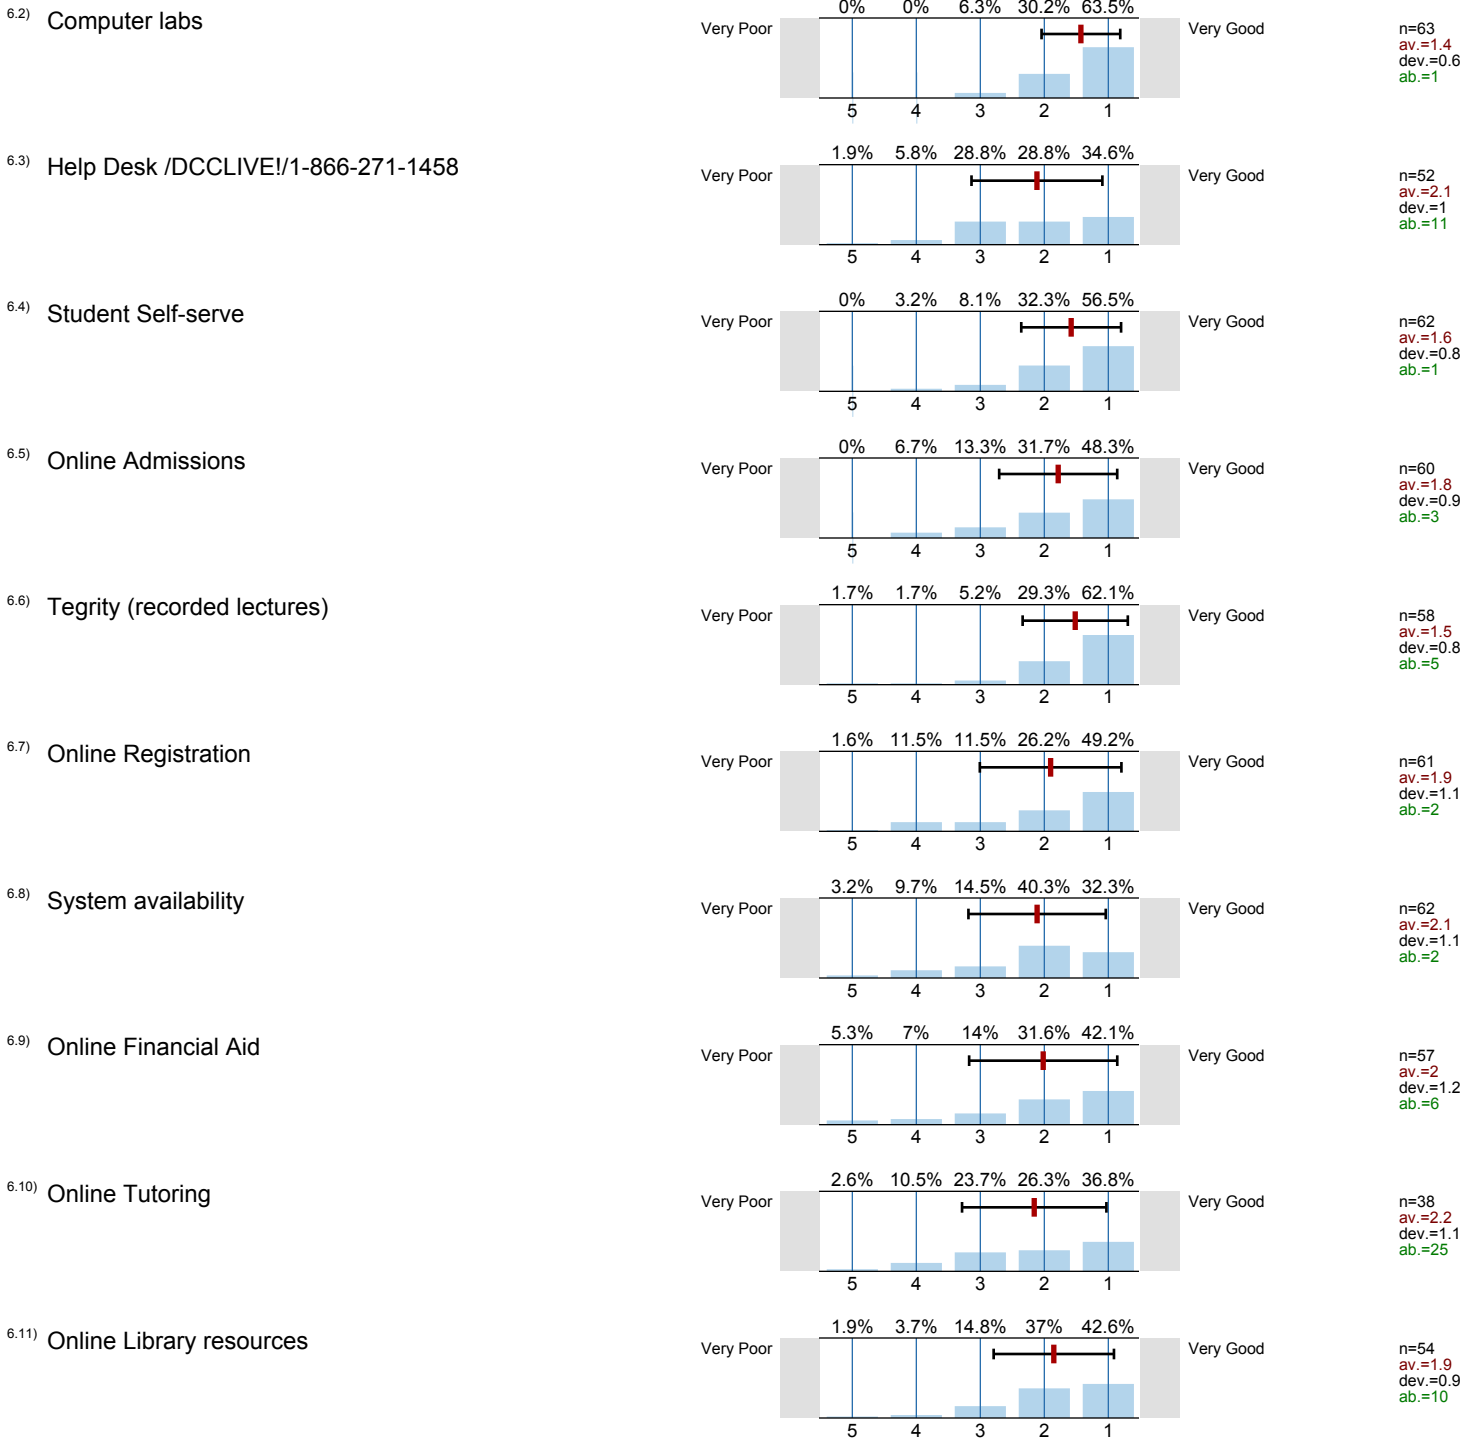 6.2) Computer labs
0% 0% 6.3% 30.2% 63.5%
Very Poor Very Good
n=63
av.=1.4
dev.=0.6
ab.=1
5 4 3 2 1
6.3) Help Desk /DCCLIVE!/1-866-271-1458
1.9% 5.8% 28.8% 28.8% 34.6%
Very Poor Very Good
n=52
av.=2.1
dev.=1
ab.=11
5 4 3 2 1
6.4) Student Self-serve
0% 3.2% 8.1% 32.3% 56.5%
Very Poor Very Good
n=62
av.=1.6
dev.=0.8
ab.=1
5 4 3 2 1
6.5) Online Admissions
0% 6.7% 13.3% 31.7% 48.3%
Very Poor Very Good
n=60
av.=1.8
dev.=0.9
ab.=3
5 4 3 2 1
6.6) Tegrity (recorded lectures)
1.7% 1.7% 5.2% 29.3% 62.1%
Very Poor Very Good
n=58
av.=1.5
dev.=0.8
ab.=5
5 4 3 2 1
6.7) Online Registration
1.6% 11.5% 11.5% 26.2% 49.2%
Very Poor Very Good
n=61
av.=1.9
dev.=1.1
ab.=2
5 4 3 2 1
6.8) System availability
3.2% 9.7% 14.5% 40.3% 32.3%
Very Poor Very Good
n=62
av.=2.1
dev.=1.1
ab.=2
5 4 3 2 1
6.9) Online Financial Aid
5.3% 7% 14% 31.6% 42.1%
Very Poor Very Good
n=57
av.=2
dev.=1.2
ab.=6
5 4 3 2 1
6.10) Online Tutoring
2.6% 10.5% 23.7% 26.3% 36.8%
Very Poor Very Good
n=38
av.=2.2
dev.=1.1
ab.=25
5 4 3 2 1
6.11) Online Library resources
1.9% 3.7% 14.8% 37% 42.6%
Very Poor Very Good
n=54
av.=1.9
dev.=0.9
ab.=10
5 4 3 2 1